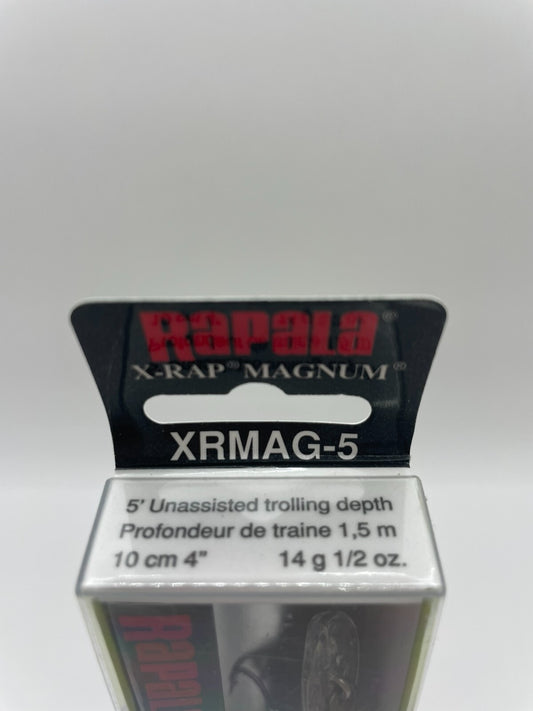 RAPALA®
X-RAP® MAGNUM®
XRMAG-5
5' Unassisted trolling depth
Profondeur de traine 1,5 m
10 cm 4" 14 g 1/2 oz.
RAPAL